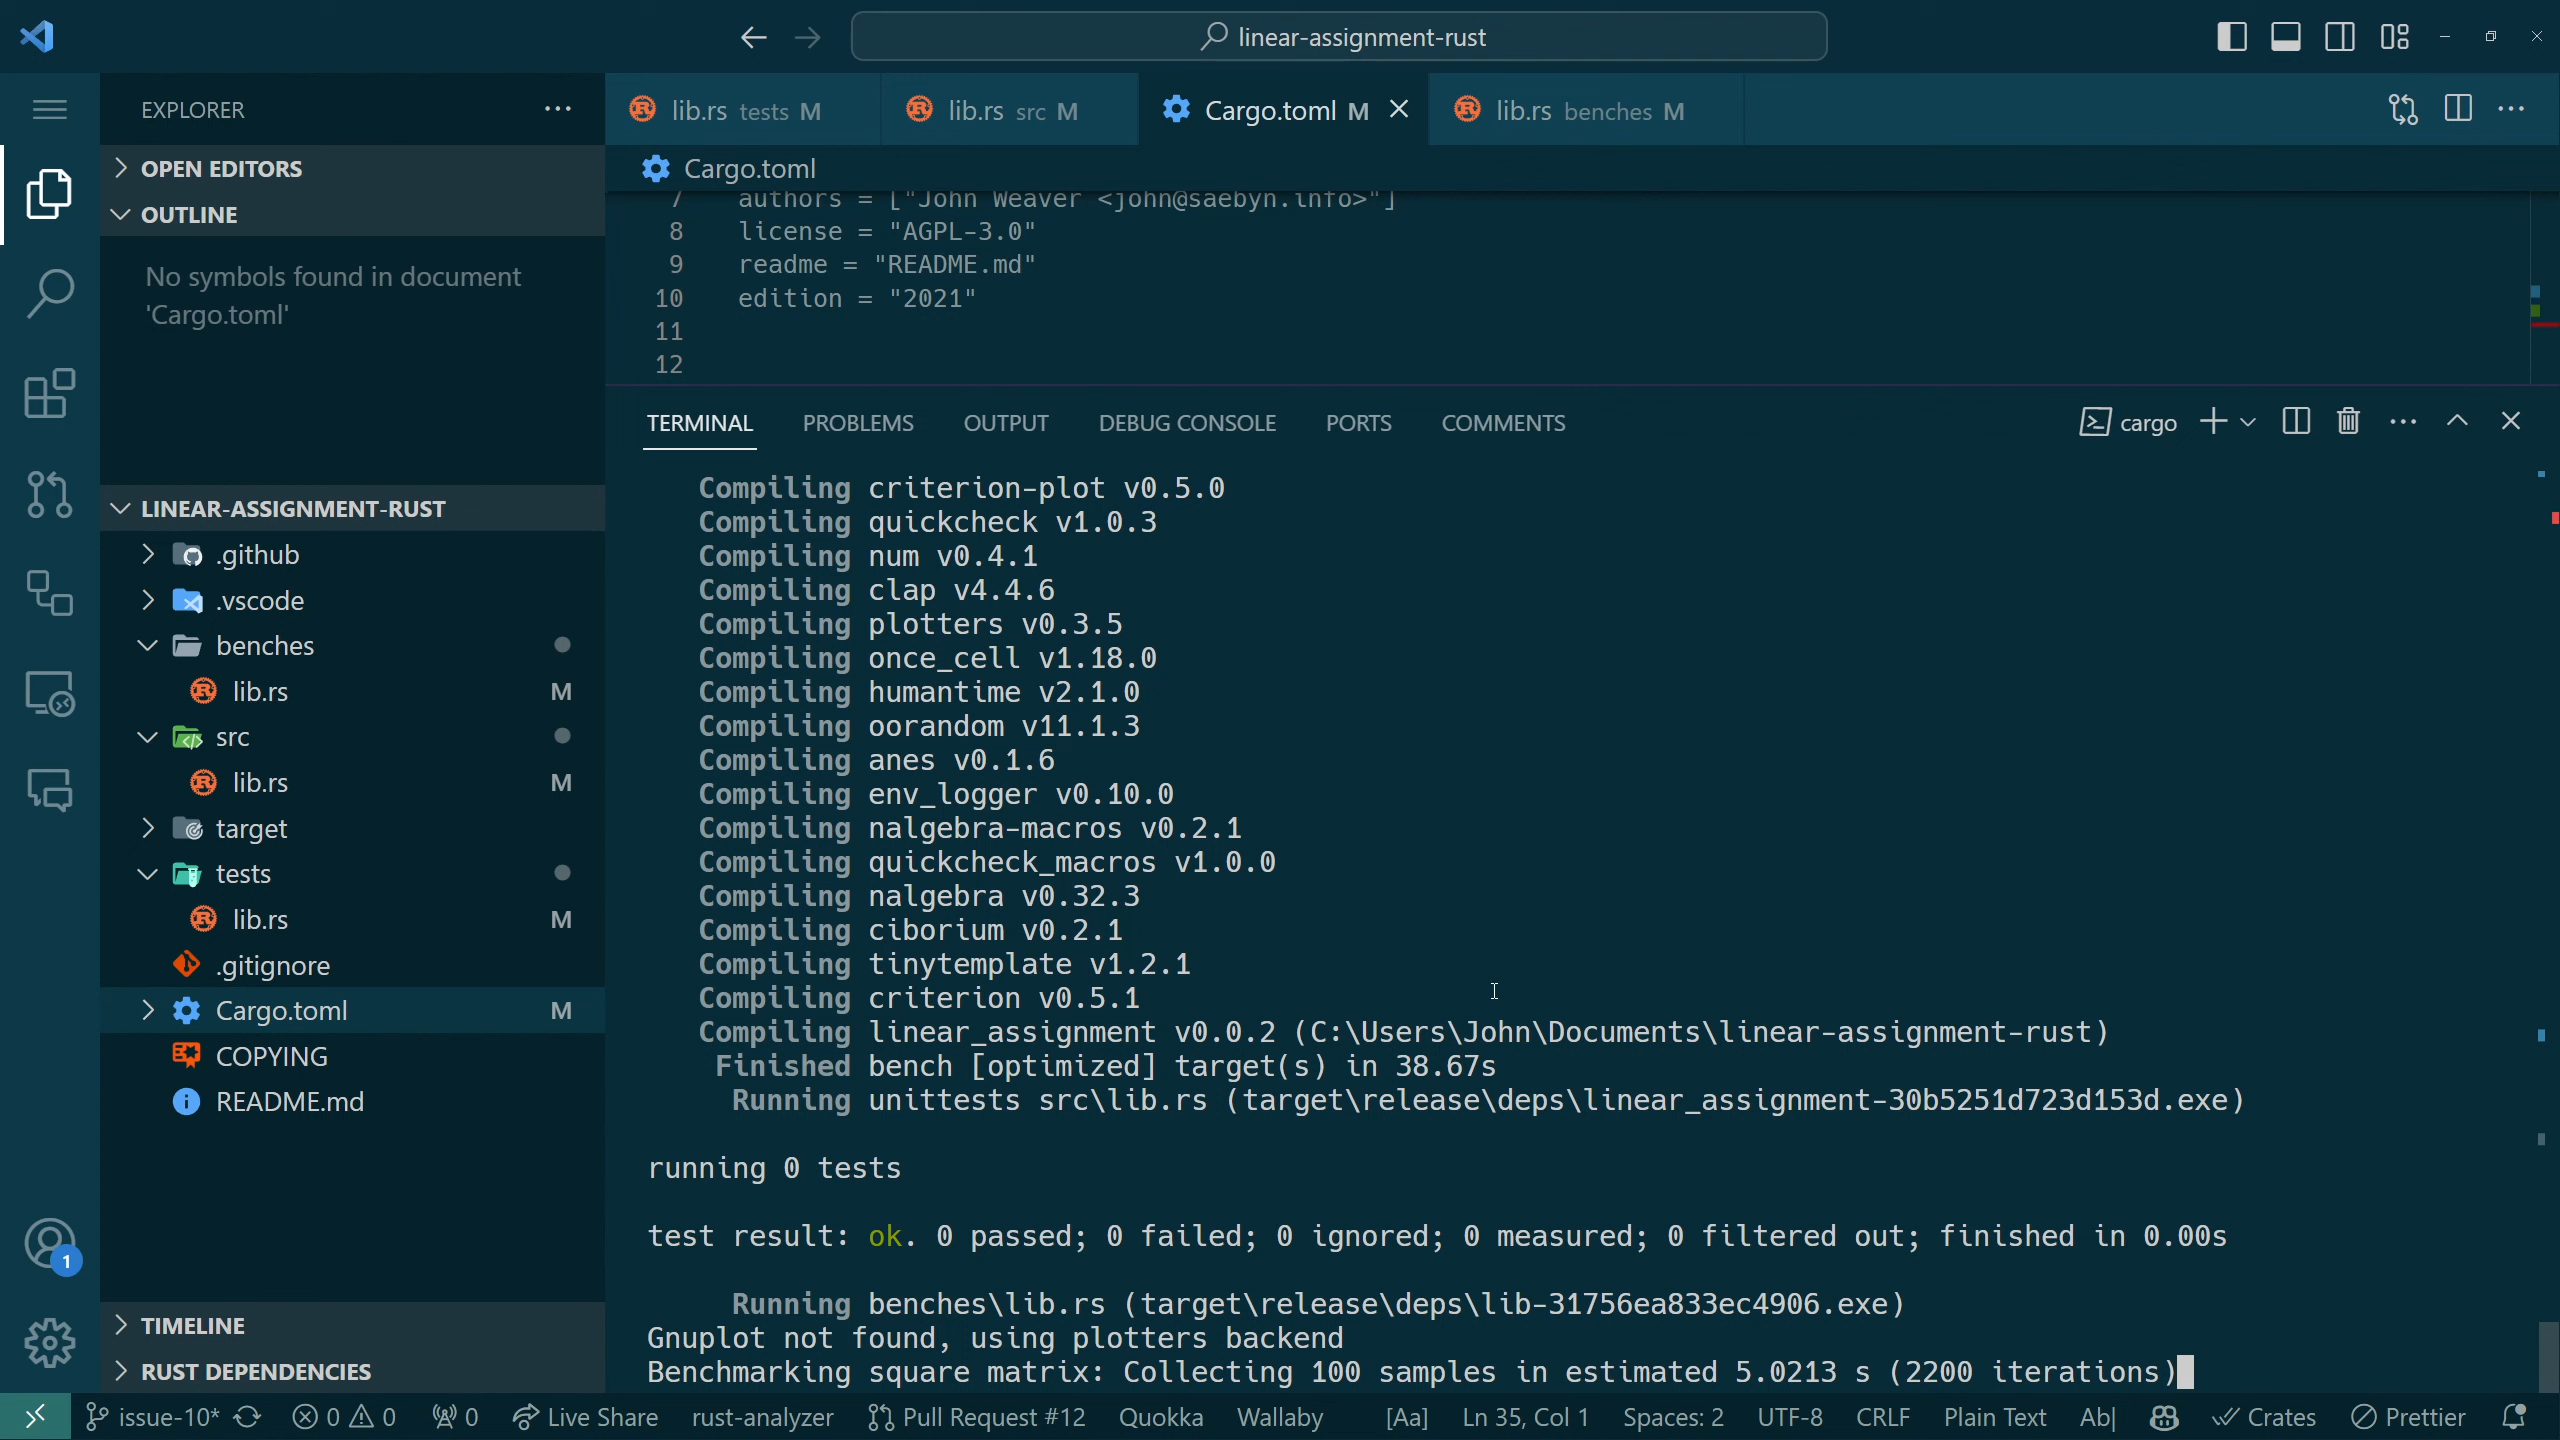 linear-assignment-rust
EXPLORER
OPEN EDITORS
OUTLINE
No symbols found in document
'Cargo.toml'
LINEAR-ASSIGNMENT-RUST
.github
.vscode
benches
lib.rs M
src
lib.rs M
target
tests
lib.rs M
.gitignore
Cargo.toml M
COPYING
README.md
TIMELINE
RUST DEPENDENCIES
1
lib.rs tests M
lib.rs src M
Cargo.toml M
lib.rs benches M
Cargo.toml
7 authors = ["John Weaver <john@saebyn.info>"]
8 license = "AGPL-3.0"
9 readme = "README.md"
10 edition = "2021"
11
12
TERMINAL PROBLEMS OUTPUT DEBUG CONSOLE PORTS COMMENTS
cargo
Compiling criterion-plot v0.5.0
Compiling quickcheck v1.0.3
Compiling num v0.4.1
Compiling clap v4.4.6
Compiling plotters v0.3.5
Compiling once_cell v1.18.0
Compiling humantime v2.1.0
Compiling oorandom v11.1.3
Compiling anes v0.1.6
Compiling env_logger v0.10.0
Compiling nalgebra-macros v0.2.1
Compiling quickcheck_macros v1.0.0
Compiling nalgebra v0.32.3
Compiling ciborium v0.2.1
Compiling tinytemplate v1.2.1
Compiling criterion v0.5.1
Compiling linear_assignment v0.0.2 (C:\Users\John\Documents\linear-assignment-rust)
Finished bench [optimized] target(s) in 38.67s
Running unittests src\lib.rs (target\release\deps\linear_assignment-30b5251d723d153d.exe)
running 0 tests
test result: ok. 0 passed; 0 failed; 0 ignored; 0 measured; 0 filtered out; finished in 0.00s
Running benches\lib.rs (target\release\deps\lib-31756ea833ec4906.exe)
Gnuplot not found, using plotters backend
Benchmarking square matrix: Collecting 100 samples in estimated 5.0213 s (2200 iterations)
issue-10* 0 0 0 Live Share rust-analyzer Pull Request #12 Quokka Wallaby [Aa] Ln 35, Col 1 Spaces: 2 UTF-8 CRLF Plain Text Ab| Crates Prettier